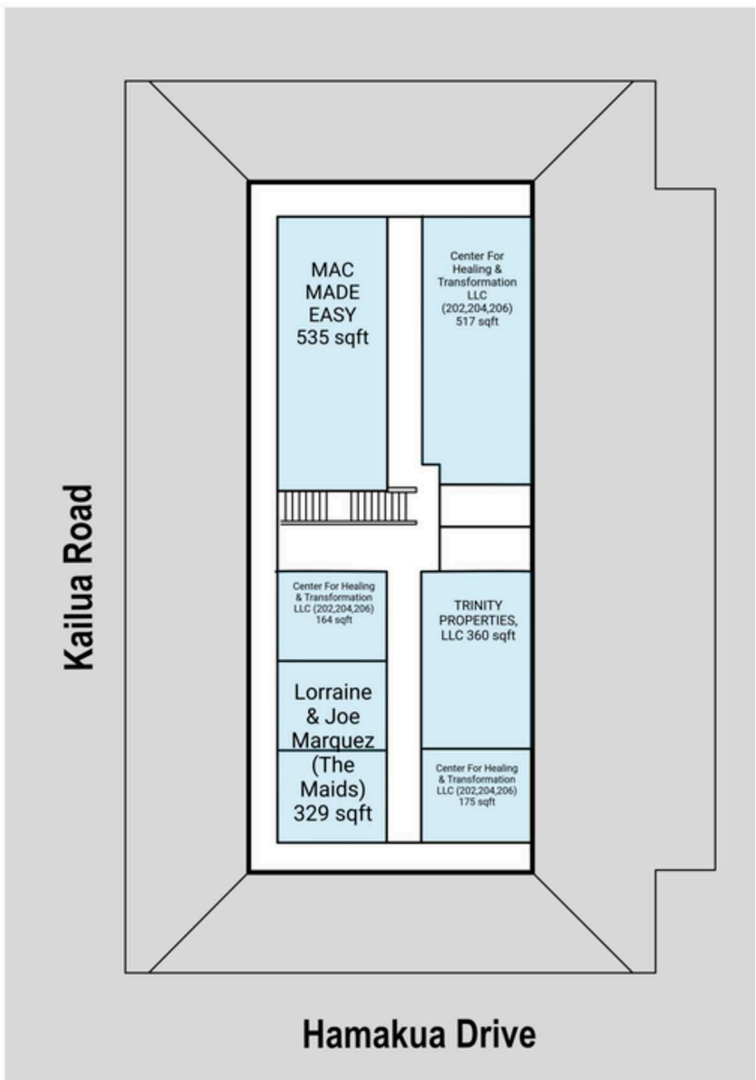 MAC
MADE
EASY
535 sqft
Center For
Healing &
Transformation
LLC
(202,204,206)
517 sqft
Kailua Road
Center For Healing
& Transformation
LLC (202,204,206)
164 sqft
TRINITY
PROPERTIES,
LLC 360 sqft
Lorraine
& Joe
Marquez
(The
Maids)
329 sqft
Center For Healing
& Transformation
LLC (202,204,206)
175 sqft
Hamakua Drive